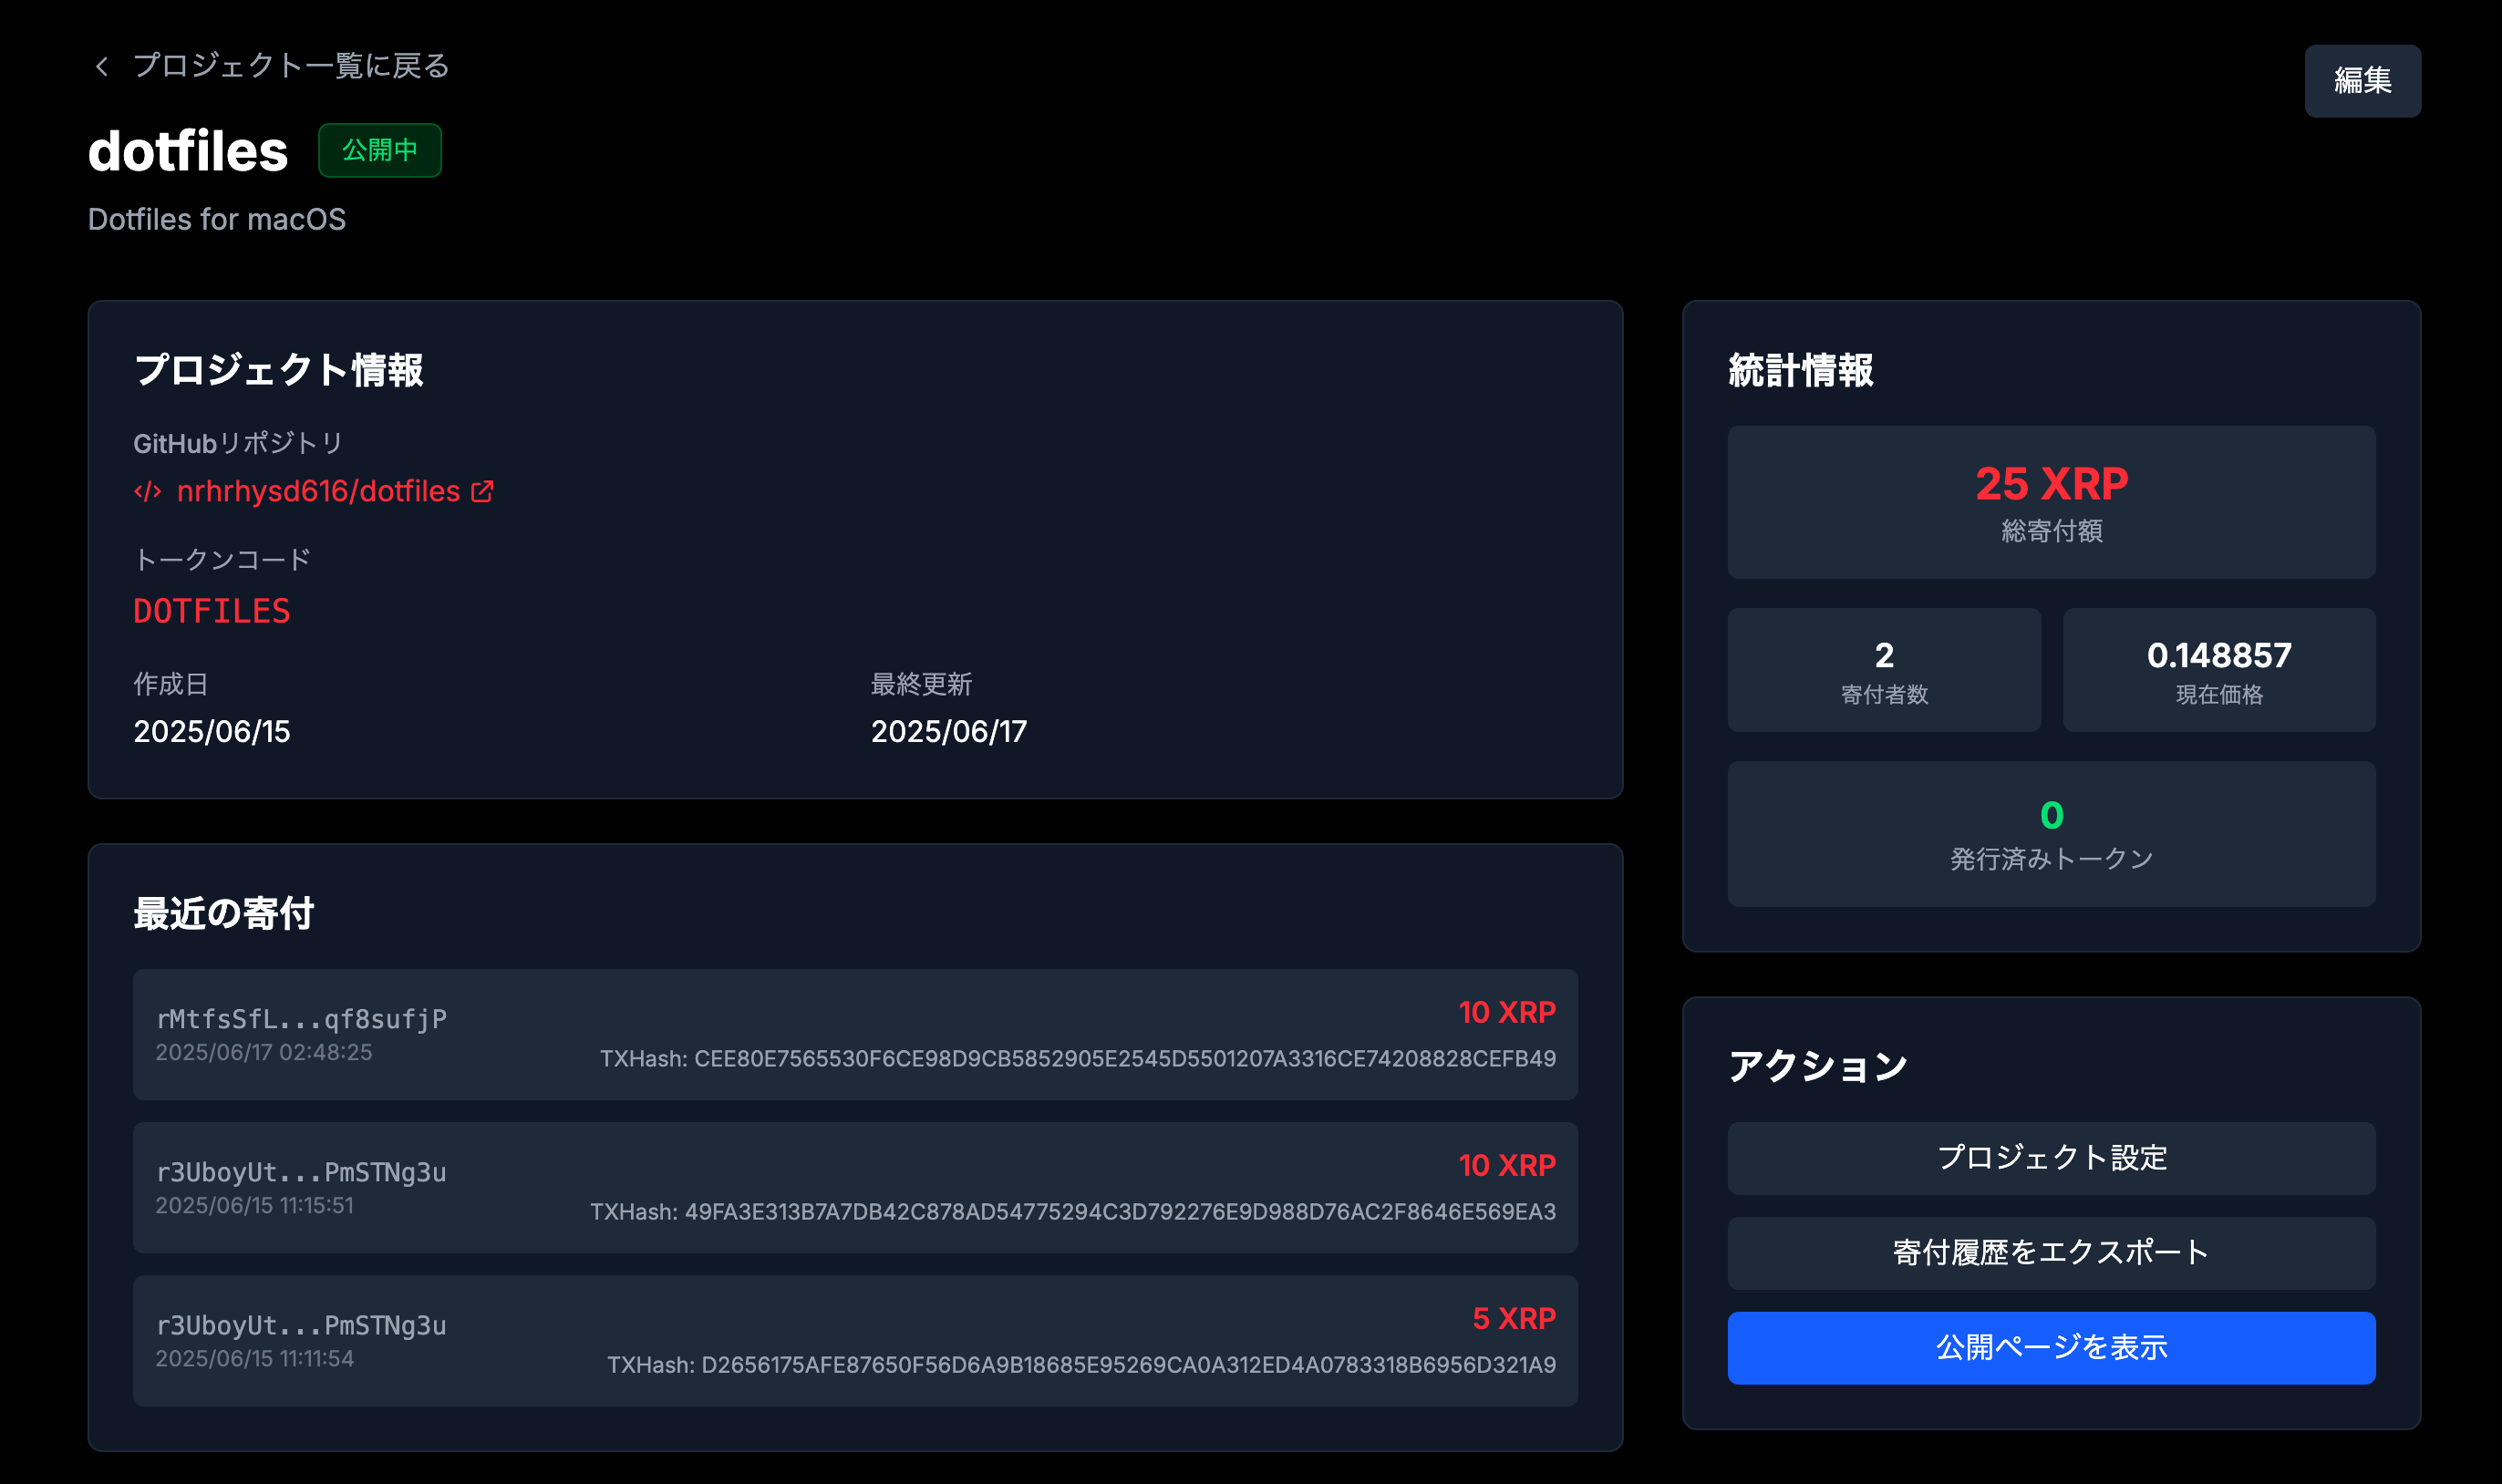 プロジェクト一覧に戻る
編集
dotfiles
公開中
Dotfiles for macOS
プロジェクト情報
GitHubリポジトリ
nrhrhysd616/dotfiles
トークンコード
DOTFILES
作成日
2025/06/15
最終更新
2025/06/17
最近の寄付
rMtfsSfL...qf8sufjP
2025/06/17 02:48:25
10 XRP
TXHash: CEE80E7565530F6CE98D9CB5852905E2545D5501207A3316CE74208828CEFB49
r3UboyUt...PmSTNg3u
2025/06/15 11:15:51
10 XRP
TXHash: 49FA3E313B7A7DB42C878AD54775294C3D792276E9D988D76AC2F8646E569EA3
r3UboyUt...PmSTNg3u
2025/06/15 11:11:54
5 XRP
TXHash: D2656175AFE87650F56D6A9B18685E95269CA0A312ED4A0783318B6956D321A9
統計情報
25 XRP
総寄付額
2
寄付者数
0.148857
現在価格
0
発行済みトークン
アクション
プロジェクト設定
寄付履歴をエクスポート
公開ページを表示